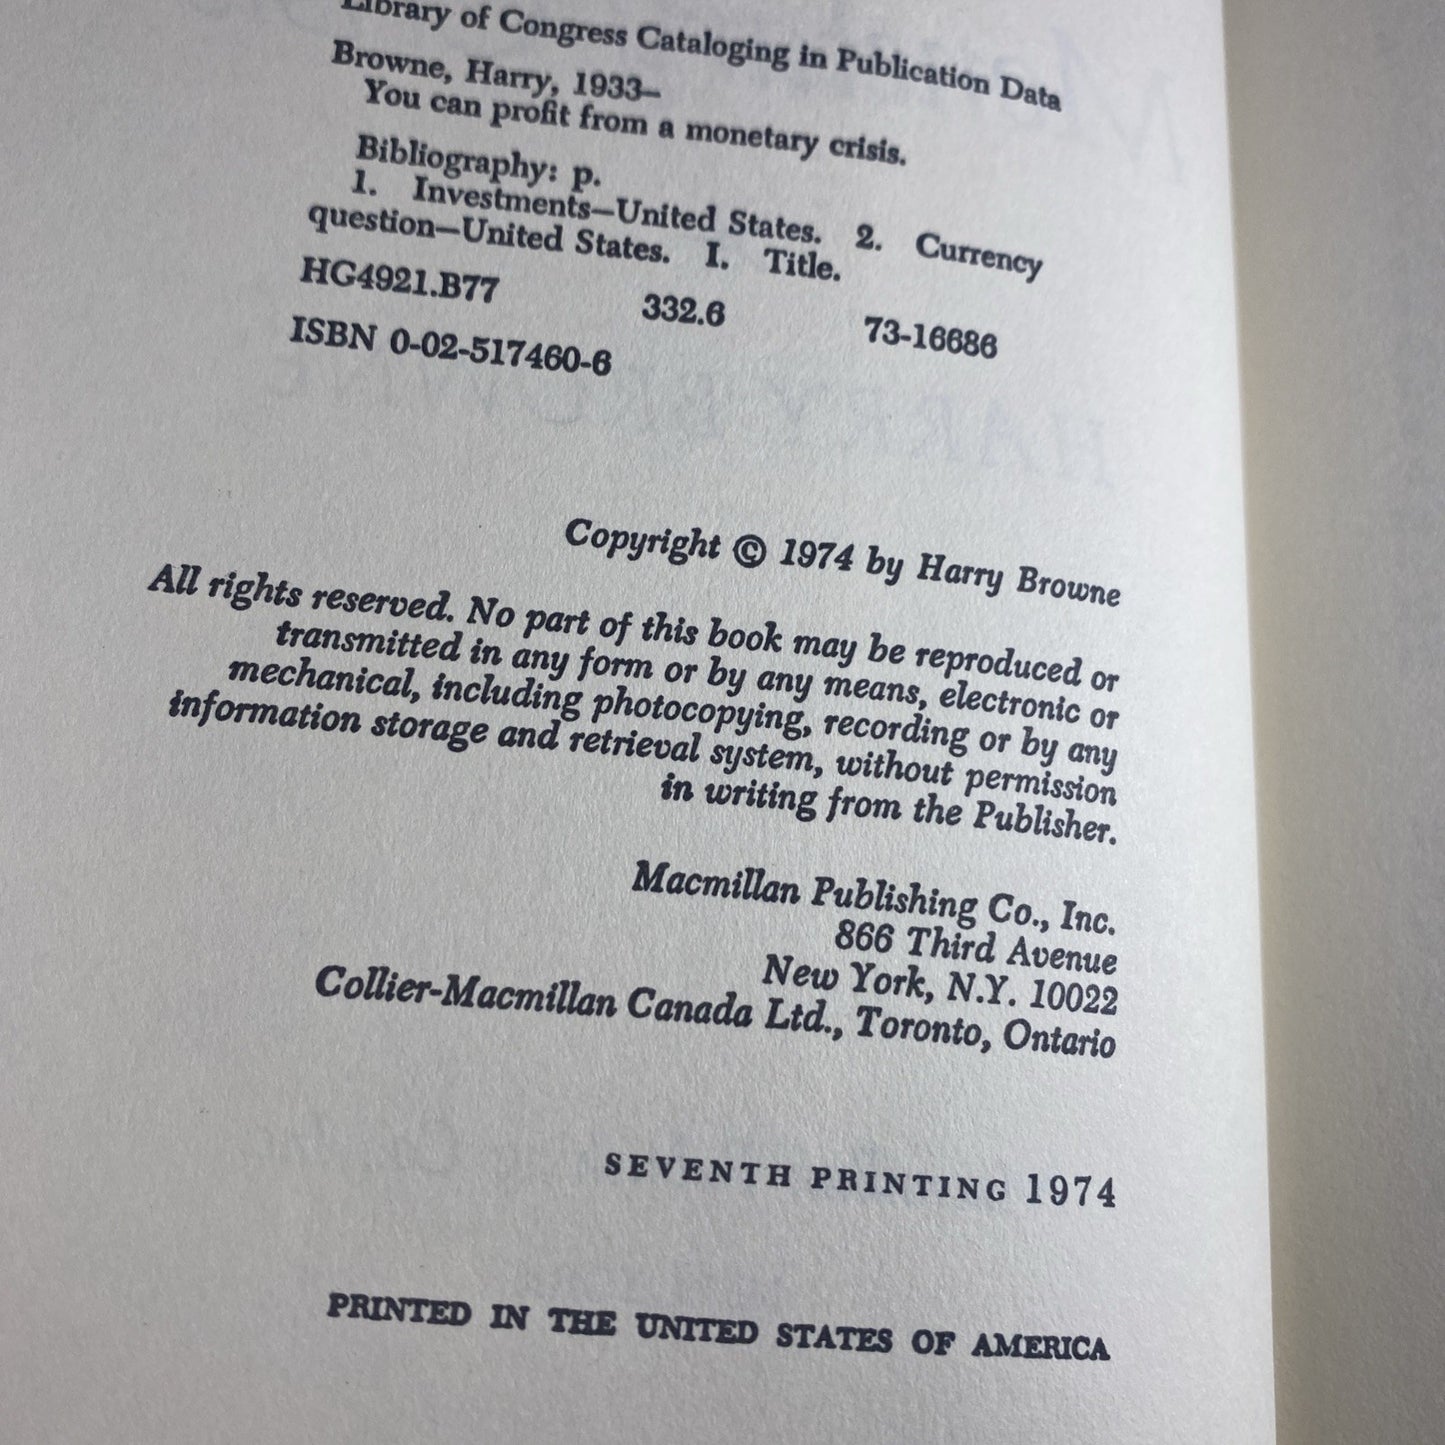 Library of Congress Cataloging in Publication Data
Browne, Harry, 1933–
You can profit from a monetary crisis.
Bibliography: p.
1. Investments—United States. 2. Currency
question—United States. I. Title.
HG4921.B77 332.6 73-16686
ISBN 0-02-517460-6
HARRY BROWNE
Copyright © 1974 by Harry Browne
All rights reserved. No part of this book may be reproduced or
transmitted in any form or by any means, electronic or
mechanical, including photocopying, recording or by any
information storage and retrieval system, without permission
in writing from the Publisher.
Macmillan Publishing Co., Inc.
866 Third Avenue
New York, N.Y. 10022
Collier-Macmillan Canada Ltd., Toronto, Ontario
SEVENTH PRINTING 1974
PRINTED IN THE UNITED STATES OF AMERICA